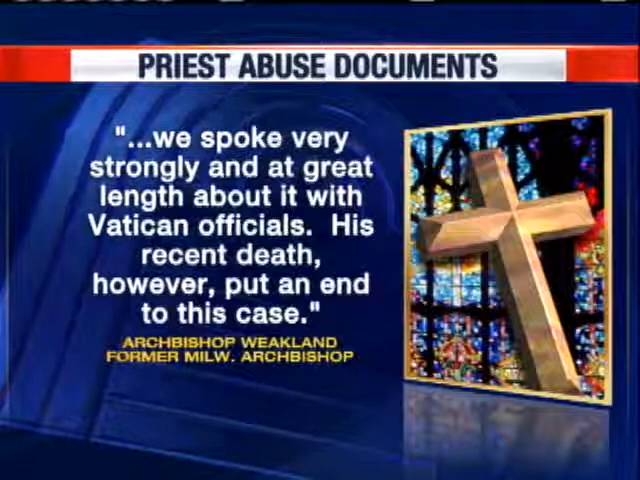 PRIEST ABUSE DOCUMENTS
"...we spoke very
strongly and at great
length about it with
Vatican officials.  His
recent death,
however, put an end
to this case."
ARCHBISHOP WEAKLAND
FORMER MILW. ARCHBISHOP